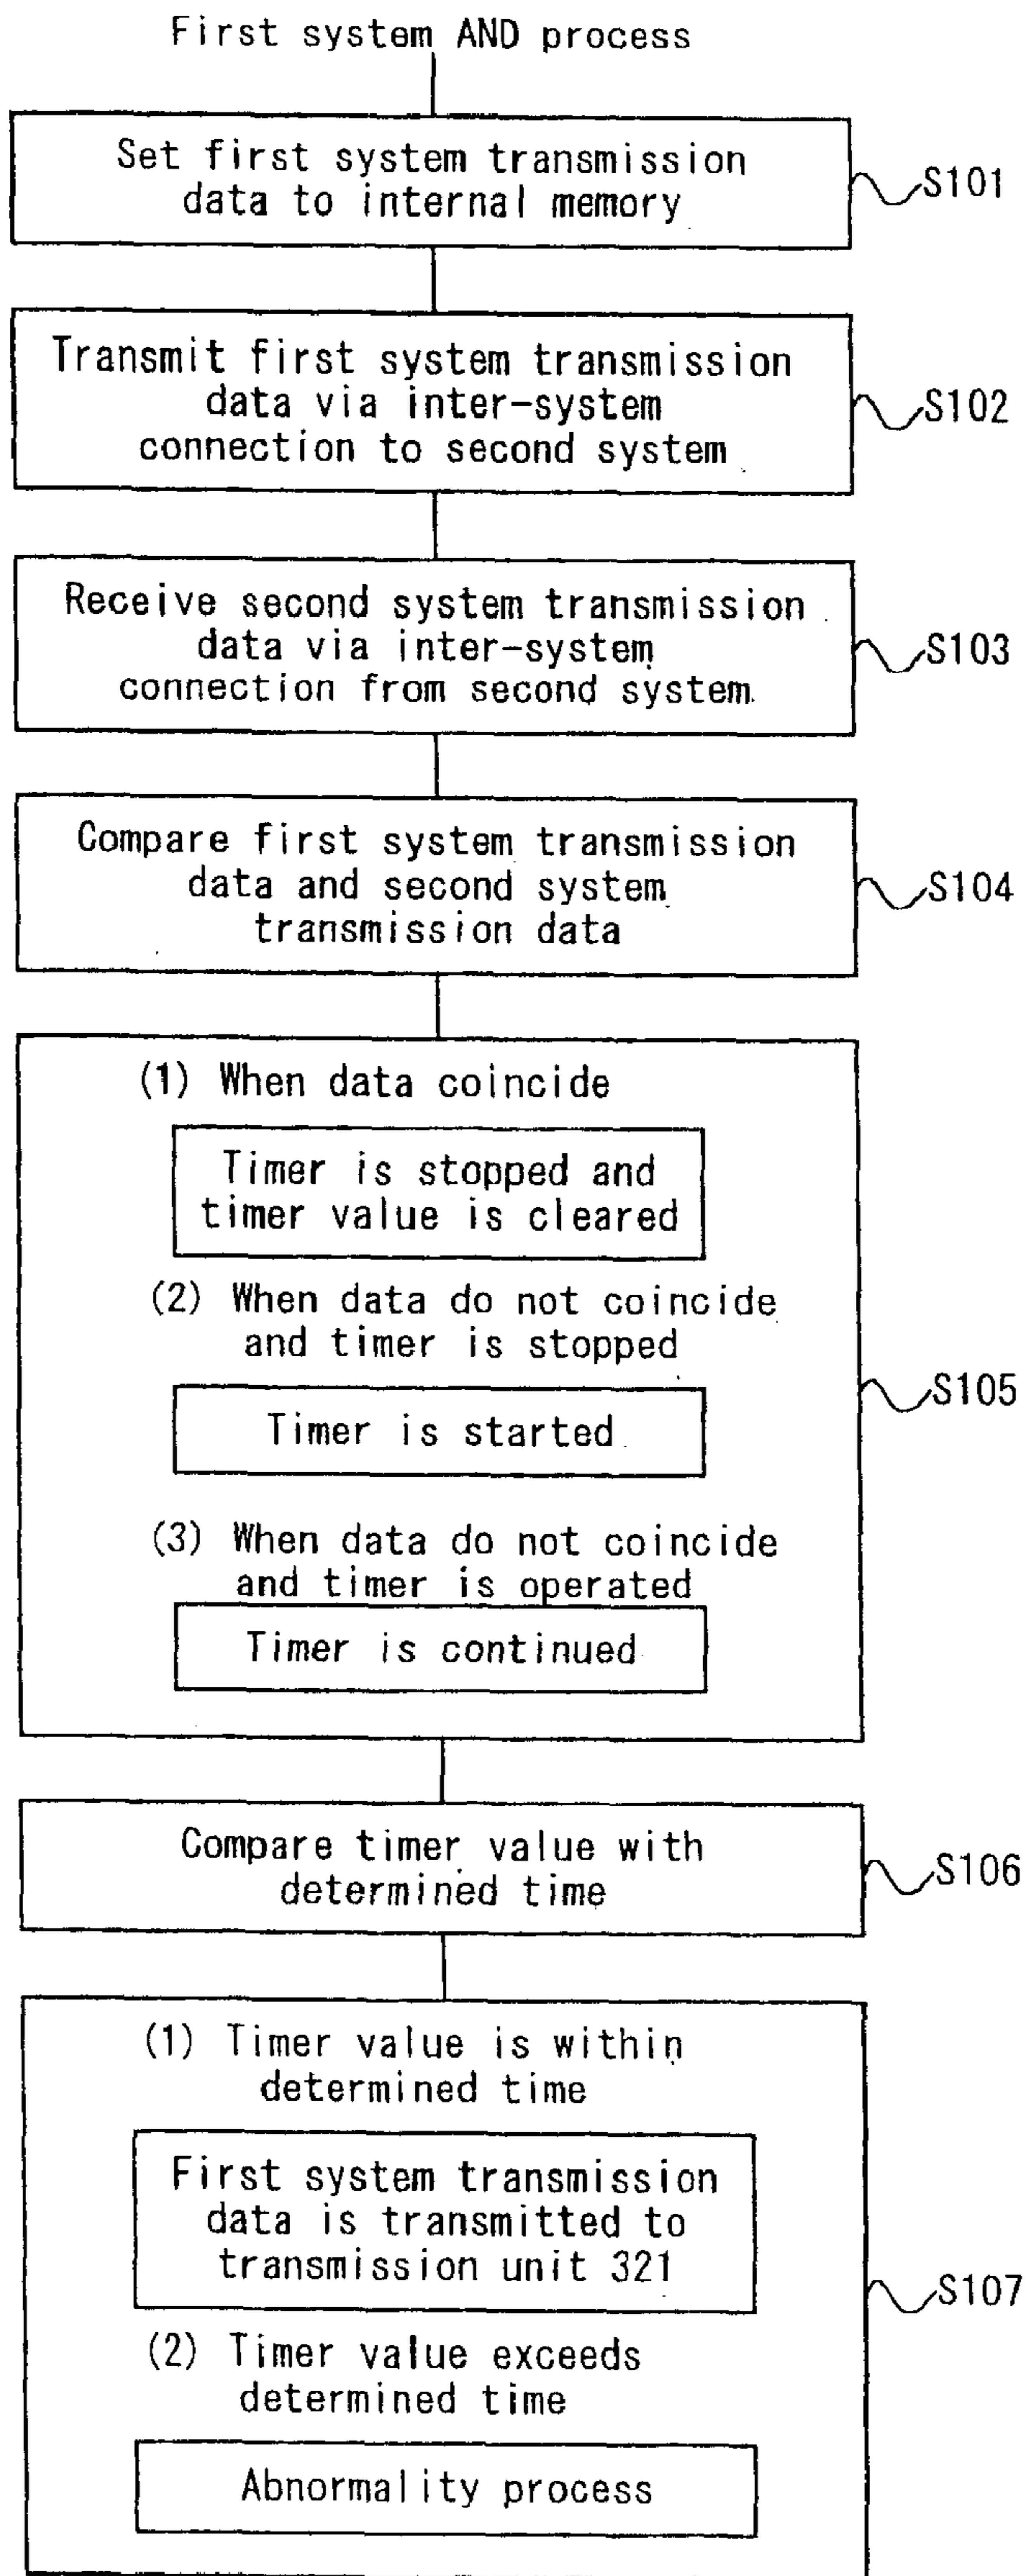 First system AND process
Set first system transmission
data to internal memory
S101
Transmit first system transmission
data via inter-system
connection to second system
S102
Receive second system transmission
data via inter-system
connection from second system
S103
Compare first system transmission
data and second system
transmission data
S104
(1) When data coincide
Timer is stopped and
timer value is cleared
(2) When data do not coincide
and timer is stopped
Timer is started
(3) When data do not coincide
and timer is operated
Timer is continued
S105
Compare timer value with
determined time
S106
(1) Timer value is within
determined time
First system transmission
data is transmitted to
transmission unit 321
(2) Timer value exceeds
determined time
Abnormality process
S107